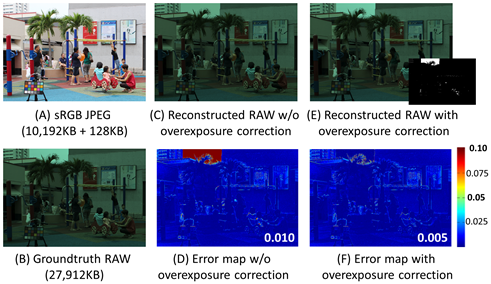 (A) sRGB JPEG
(10,192KB + 128KB)
(C) Reconstructed RAW w/o
overexposure correction
(E) Reconstructed RAW with
overexposure correction
0.10
0.05
0.025
0
0.010
0.005
(B) Groundtruth RAW
(27,912KB)
(D) Error map w/o
overexposure correction
(F) Error map with
overexposure correction